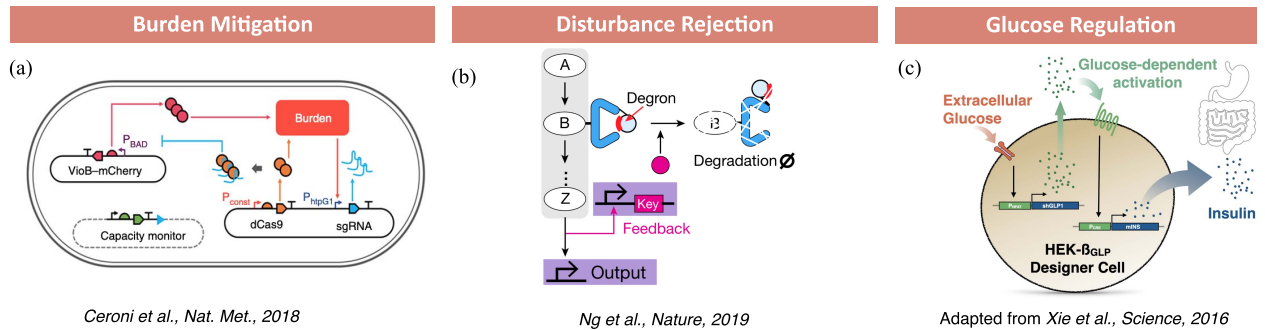 Burden Mitigation
(a)
Burden
PBAD
VioB–mCherry
Pconst
PhtpG1
dCas9
sgRNA
Capacity monitor
Ceroni et al., Nat. Met., 2018
Disturbance Rejection
(b)
A
B
Degron
B
Degradation Ø
Z
Key
Feedback
Output
Ng et al., Nature, 2019
Glucose Regulation
(c)
Glucose-dependent
activation
Extracellular
Glucose
shGLP1
mINS
Insulin
HEK-ßGLP
Designer Cell
Adapted from Xie et al., Science, 2016